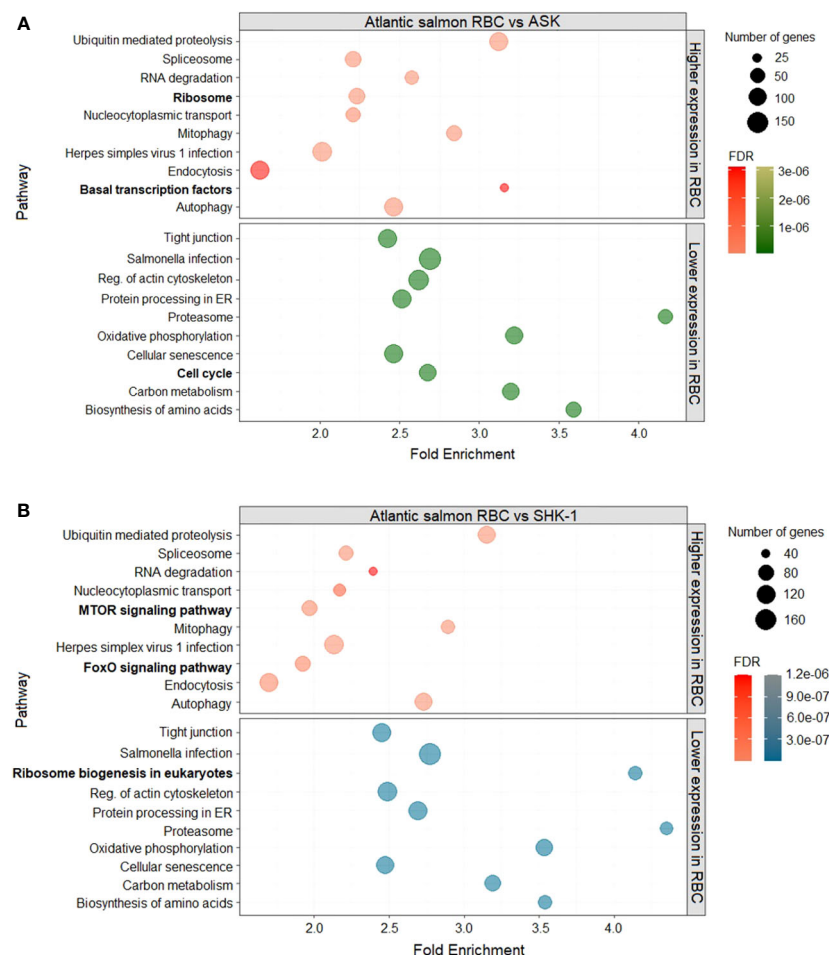 A
Atlantic salmon RBC vs ASK
Pathway
Ubiquitin mediated proteolysis
Spliceosome
RNA degradation
Ribosome
Nucleocytoplasmic transport
Mitophagy
Herpes simples virus 1 infection
Endocytosis
Basal transcription factors
Autophagy
Higher expression in RBC
Tight junction
Salmonella infection
Reg. of actin cytoskeleton
Protein processing in ER
Proteasome
Oxidative phosphorylation
Cellular senescence
Cell cycle
Carbon metabolism
Biosynthesis of amino acids
Lower expression in RBC
2.0 2.5 3.0 3.5 4.0
Fold Enrichment
Number of genes
25
50
100
150
FDR
3e-06
2e-06
1e-06
B
Atlantic salmon RBC vs SHK-1
Pathway
Ubiquitin mediated proteolysis
Spliceosome
RNA degradation
Nucleocytoplasmic transport
MTOR signaling pathway
Mitophagy
Herpes simplex virus 1 infection
FoxO signaling pathway
Endocytosis
Autophagy
Higher expression in RBC
Tight junction
Salmonella infection
Ribosome biogenesis in eukaryotes
Reg. of actin cytoskeleton
Protein processing in ER
Proteasome
Oxidative phosphorylation
Cellular senescence
Carbon metabolism
Biosynthesis of amino acids
Lower expression in RBC
2.0 2.5 3.0 3.5 4.0
Fold Enrichment
Number of genes
40
80
120
160
FDR
1.2e-06
9.0e-07
6.0e-07
3.0e-07